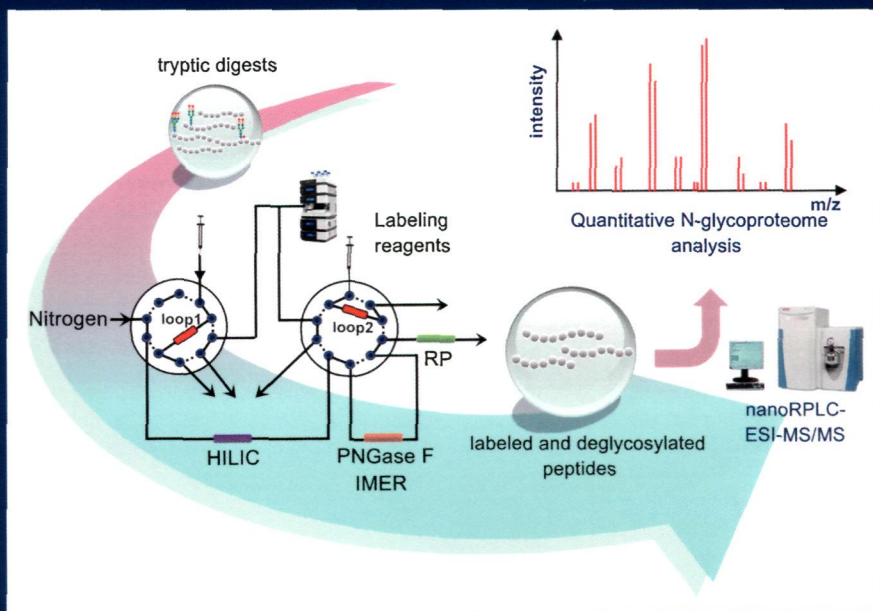 tryptic digests
Labeling
reagents
Nitrogen
loop1
loop2
RP
HILIC
PNGase F
IMER
labeled and deglycosylated
peptides
intensity
m/z
Quantitative N-glycoproteome
analysis
nanoRPLC-
ESI-MS/MS